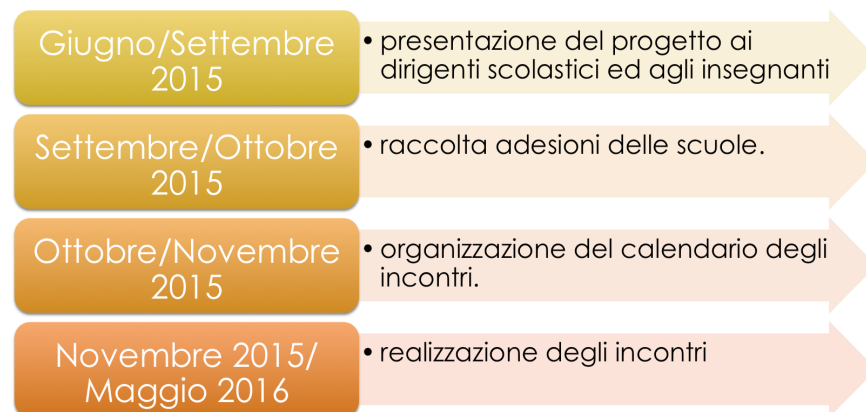 Giugno/Settembre
2015
• presentazione del progetto ai
dirigenti scolastici ed agli insegnanti
Settembre/Ottobre
2015
• raccolta adesioni delle scuole.
Ottobre/Novembre
2015
• organizzazione del calendario degli
incontri.
Novembre 2015/
Maggio 2016
• realizzazione degli incontri